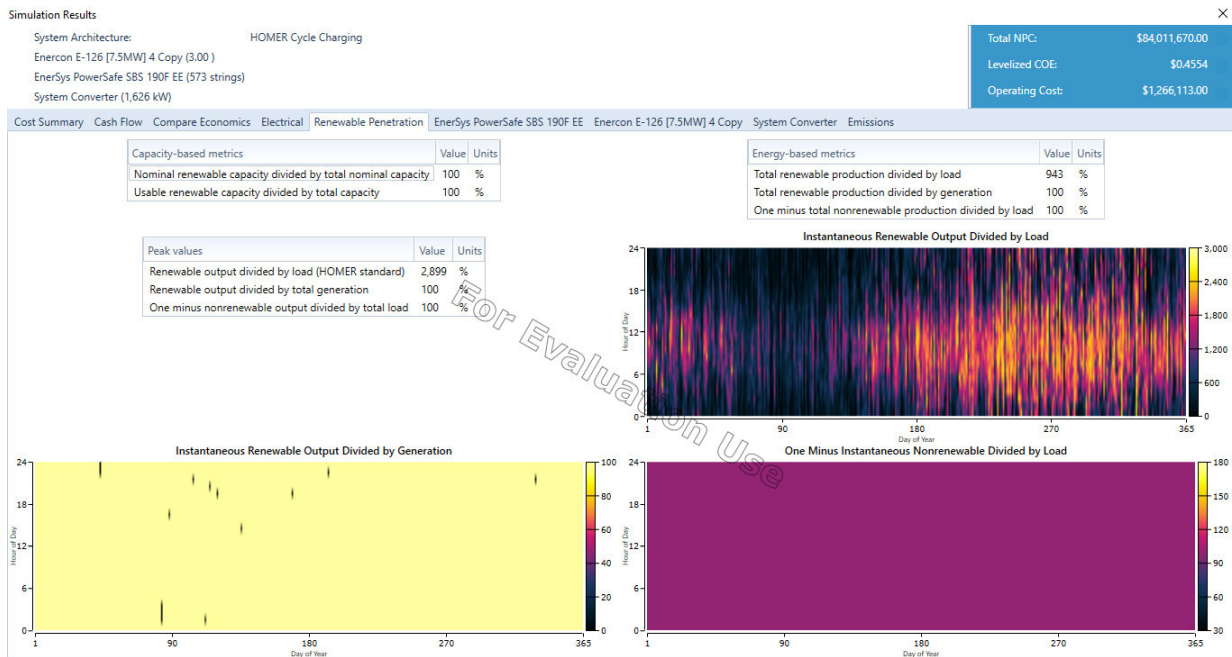 Simulation Results
System Architecture: HOMER Cycle Charging
Enercon E-126 [7.5MW] 4 Copy (3.00 )
EnerSys PowerSafe SBS 190F EE (573 strings)
System Converter (1,626 kW)
Total NPC: $84,011,670.00
Levelized COE: $0.4554
Operating Cost: $1,266,113.00
Cost Summary Cash Flow Compare Economics Electrical Renewable Penetration EnerSys PowerSafe SBS 190F EE Enercon E-126 [7.5MW] 4 Copy System Converter Emissions
Capacity-based metrics Value Units
Nominal renewable capacity divided by total nominal capacity 100 %
Usable renewable capacity divided by total capacity 100 %
Energy-based metrics Value Units
Total renewable production divided by load 943 %
Total renewable production divided by generation 100 %
One minus total nonrenewable production divided by load 100 %
Peak values Value Units
Renewable output divided by load (HOMER standard) 2,899 %
Renewable output divided by total generation 100 %
One minus nonrenewable output divided by total load 100 %
Instantaneous Renewable Output Divided by Load
24
18
12
6
0
Hour of Day
1 90 180 270 365
Day of Year
3.000
2.400
1.800
1.200
600
0
For Evaluation Use
Instantaneous Renewable Output Divided by Generation
24
18
12
6
0
Hour of Day
1 90 180 270 365
Day of Year
100
80
60
40
20
0
One Minus Instantaneous Nonrenewable Divided by Load
24
18
12
6
0
Hour of Day
1 90 180 270 365
Day of Year
180
150
120
90
60
30